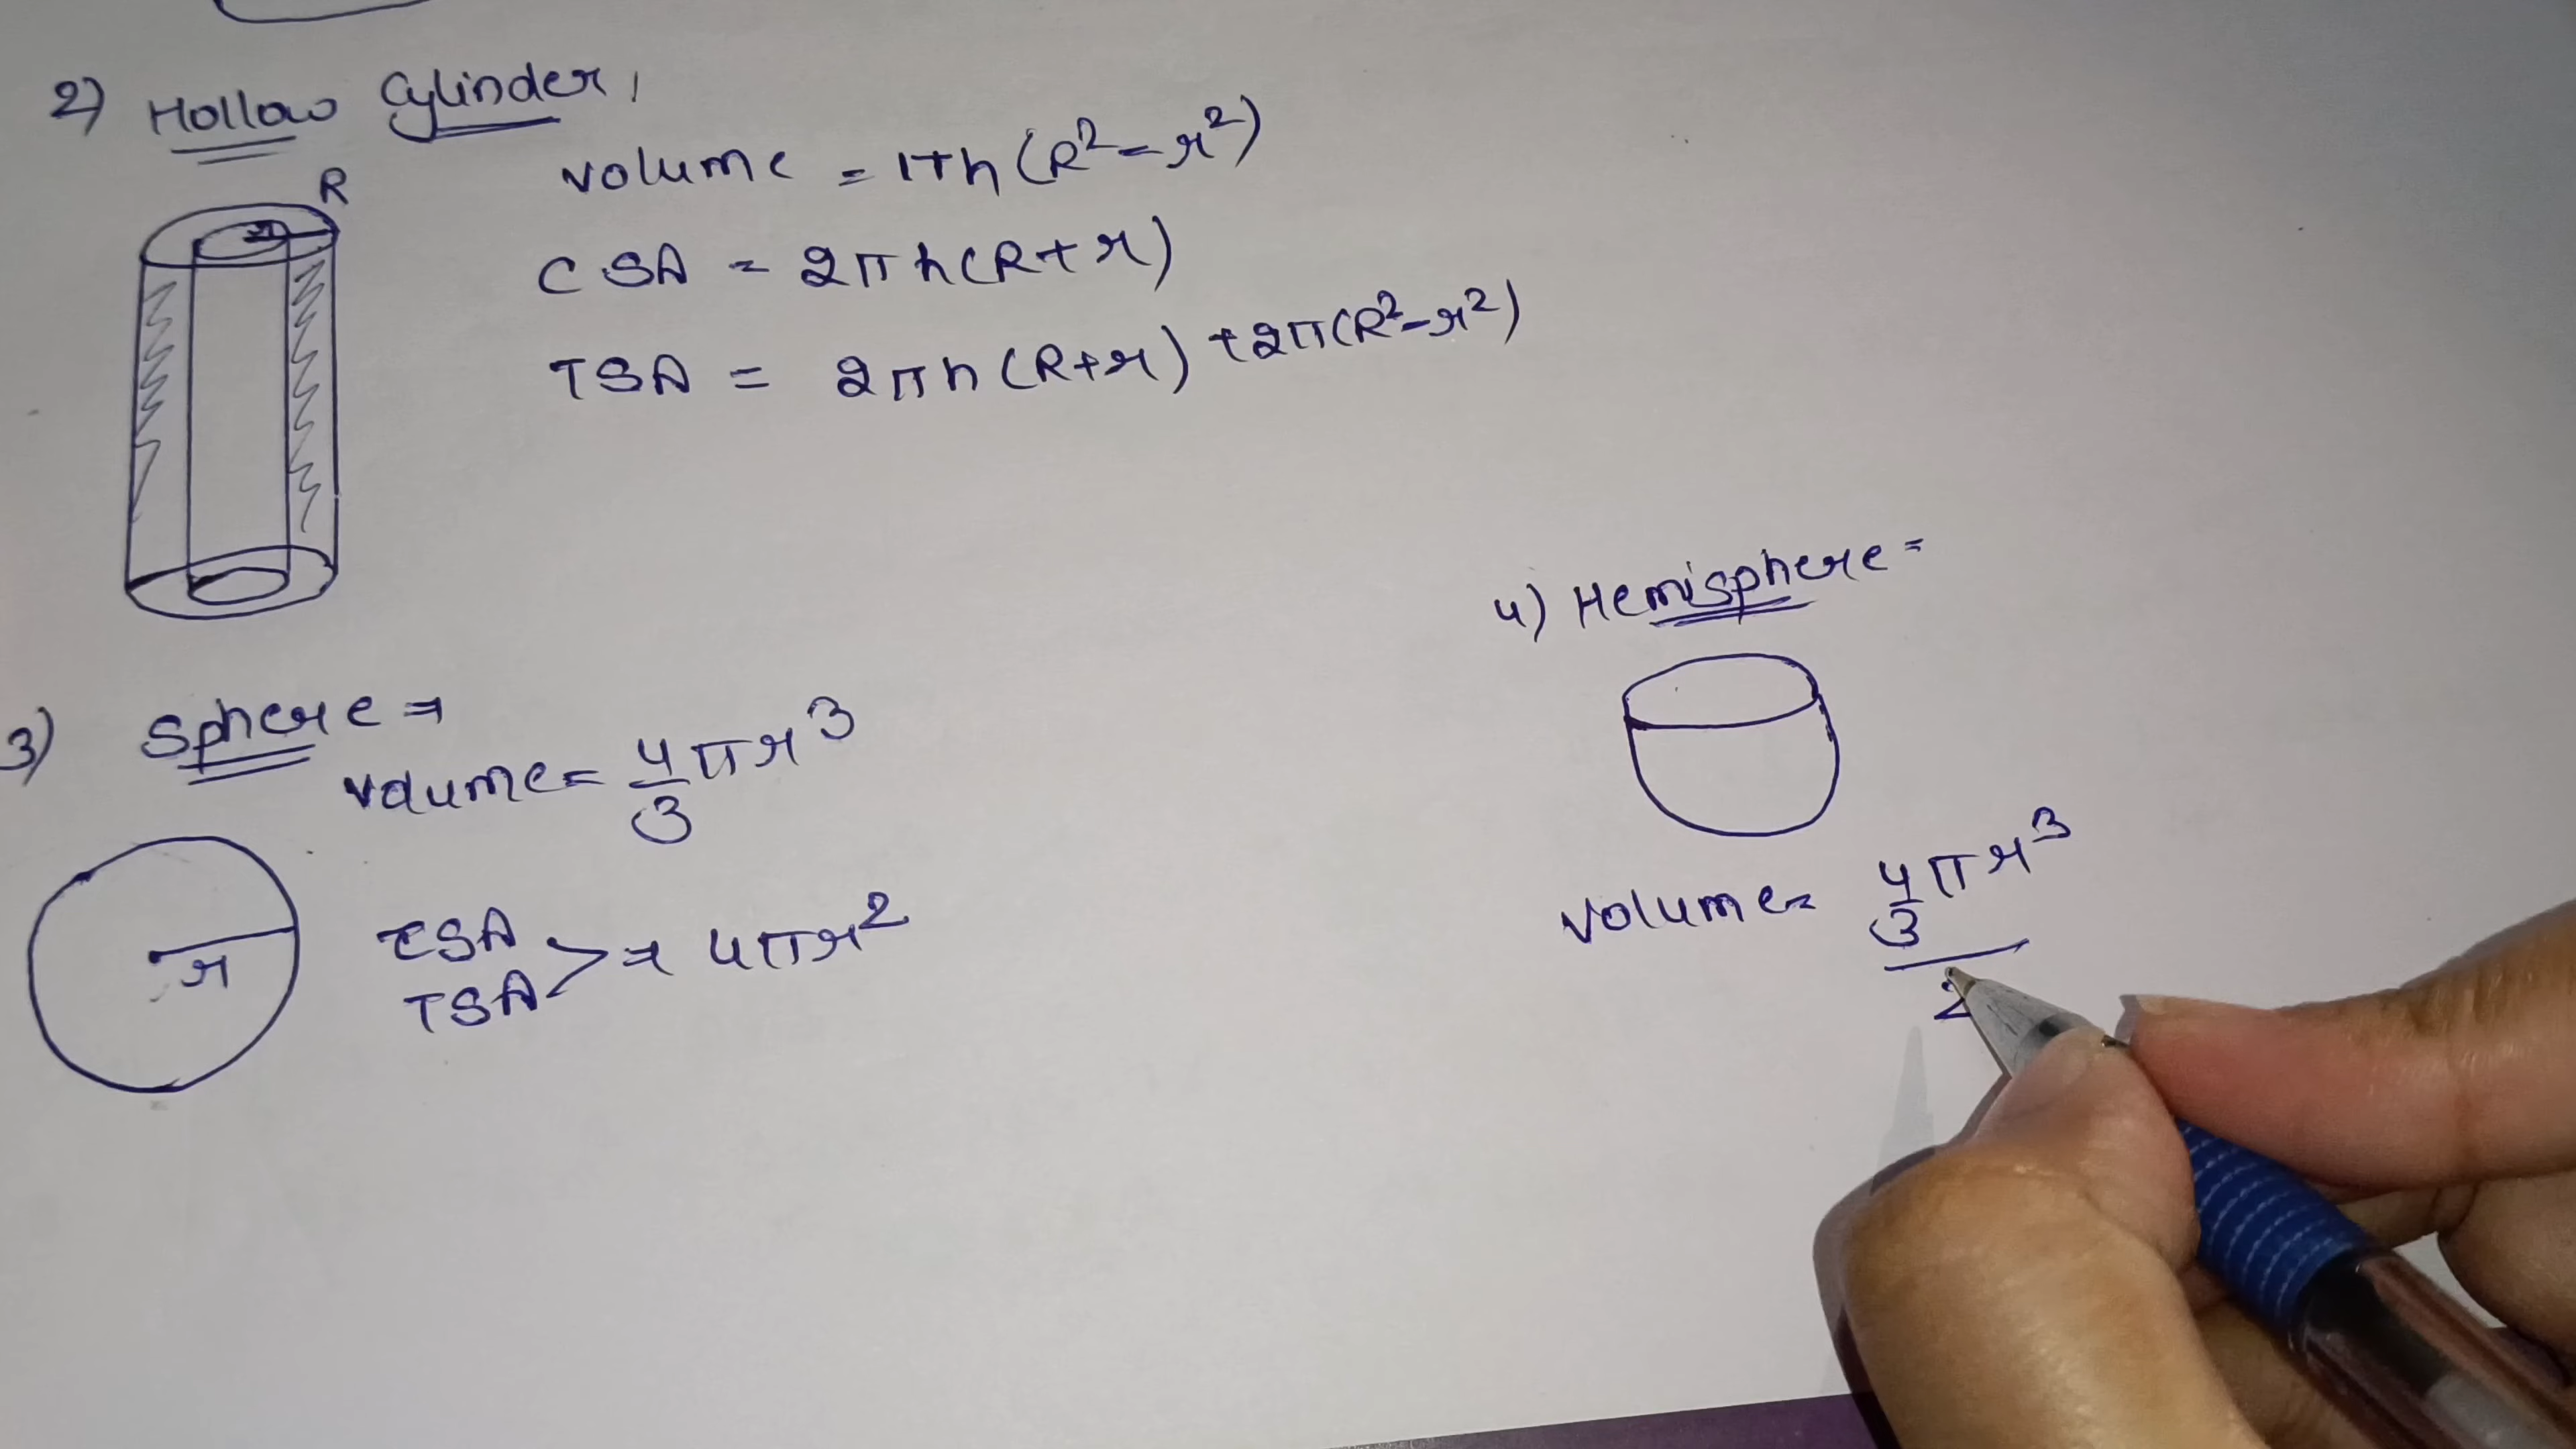 2) Hollow Cylinder,
R
r
Volume = πh(R²-r²)
CSA = 2πh(R+r)
TSA = 2πh(R+r) +2π(R²-r²)
3) Sphere =
Volume = 4/3 πr³
r
CSA
TSA > = 4πr²
4) Hemisphere =
Volume = 4/3 πr³
2